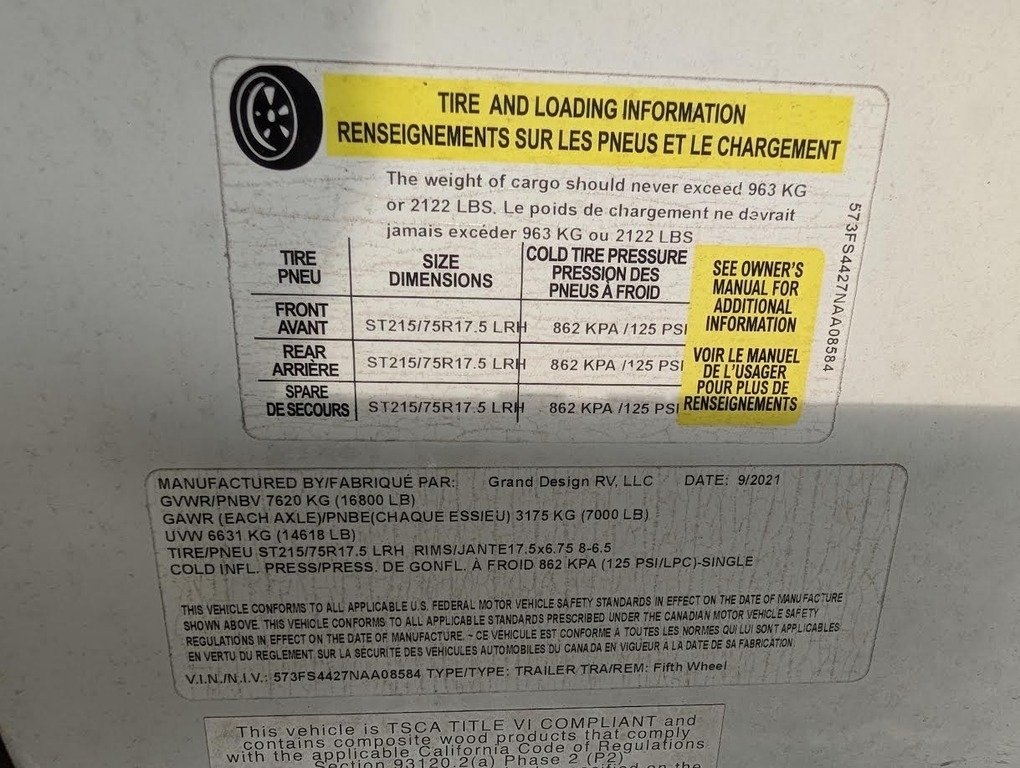 TIRE AND LOADING INFORMATION
RENSEIGNEMENTS SUR LES PNEUS ET LE CHARGEMENT
The weight of cargo should never exceed 963 KG
or 2122 LBS. Le poids de chargement ne davrait
jamais excéder 963 KG ou 2122 LBS
TIRE
PNEU
SIZE
DIMENSIONS
COLD TIRE PRESSURE
PRESSION DES
PNEUS À FROID
FRONT
AVANT
ST215/75R17.5 LRH
862 KPA /125 PSI
REAR
ARRIÈRE
ST215/75R17.5 LRH
862 KPA /125 PSI
SPARE
DE SECOURS
ST215/75R17.5 LRH
862 KPA /125 PSI
SEE OWNER'S
MANUAL FOR
ADDITIONAL
INFORMATION
VOIR LE MANUEL
DE L'USAGER
POUR PLUS DE
RENSEIGNEMENTS
573FS4427NAA08584
MANUFACTURED BY/FABRIQUÉ PAR: Grand Design RV, LLC DATE: 9/2021
GVWR/PNBV 7620 KG (16800 LB)
GAWR (EACH AXLE)/PNBE(CHAQUE ESSIEU) 3175 KG (7000 LB)
UVW 6631 KG (14618 LB)
TIRE/PNEU ST215/75R17.5 LRH RIMS/JANTE17.5x6.75 8-6.5
COLD INFL. PRESS/PRESS. DE GONFL. À FROID 862 KPA (125 PSI/LPC)-SINGLE
THIS VEHICLE CONFORMS TO ALL APPLICABLE U.S. FEDERAL MOTOR VEHICLE SAFETY STANDARDS IN EFFECT ON THE DATE OF MANUFACTURE
SHOWN ABOVE. THIS VEHICLE CONFORMS TO ALL APPLICABLE STANDARDS PRESCRIBED UNDER THE CANADIAN MOTOR VEHICLE SAFETY
REGULATIONS IN EFFECT ON THE DATE OF MANUFACTURE. - CE VEHICULE EST CONFORME A TOUTES LES NORMES QUI LUI SONT APPLICABLES
EN VERTU DU REGLEMENT SUR LA SECURITE DES VEHICULES AUTOMOBILES DU CANADA EN VIGUEUR A LA DATE DE SA FABRICATION
V.I.N./N.I.V.: 573FS4427NAA08584 TYPE/TYPE: TRAILER TRA/REM: Fifth Wheel
This vehicle is TSCA TITLE VI COMPLIANT and
contains composite wood products that comply
with the applicable California Code of Regulations
Section 93120.2(a) Phase 2 (P2)